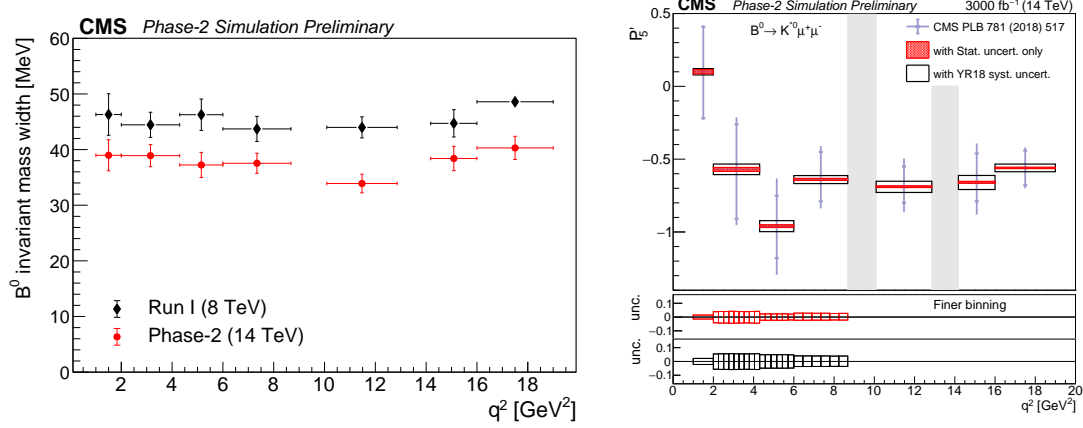 CMS Phase-2 Simulation Preliminary
B⁰ invariant mass width [MeV]
60
50
40
30
20
10
0
Run I (8 TeV)
Phase-2 (14 TeV)
2 4 6 8 10 12 14 16 18
q² [GeV²]
CMS Phase-2 Simulation Preliminary 3000 fb⁻¹ (14 TeV)
P₅′
0.5
0
−0.5
−1
B⁰→ K*⁰μ⁺μ⁻
CMS PLB 781 (2018) 517
with Stat. uncert. only
with YR18 syst. uncert.
unc.
0.1
0
−0.1
Finer binning
unc.
0.1
0
−0.1
0 2 4 6 8 10 12 14 16 18 20
q² [GeV²]